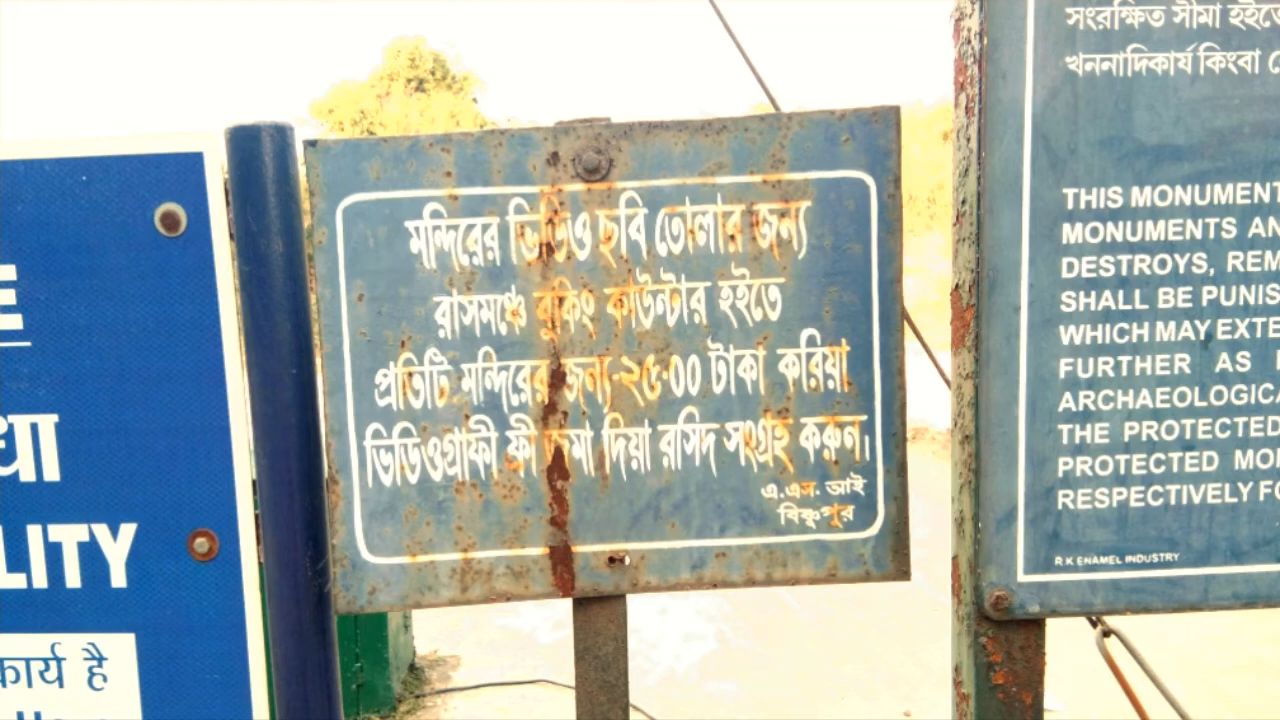 E
LITY
कार्य है
मन्दिरের ভিডিও ছবি তোলার জন্য
রাসমঞ্চে বুকিং কাউন্টার হইতে
প্রতিটি মন্দিরের জন্য-২৫.00 টাকা করিয়া
ভিডিওগ্রাফী ফী জমা দিয়া রসিদ সংগ্রহ করুন।
এ.এস. আই
বিষ্ণুপুর
সংরক্ষিত সীমা হইতে
খননাদিকার্য কিংবা
THIS MONUMENT
MONUMENTS AN
DESTROYS, REM
SHALL BE PUNIS
WHICH MAY EXTE
FURTHER AS
ARCHAEOLOGICA
THE PROTECTED
PROTECTED MO
RESPECTIVELY FO
R K ENAMEL INDUSTRY